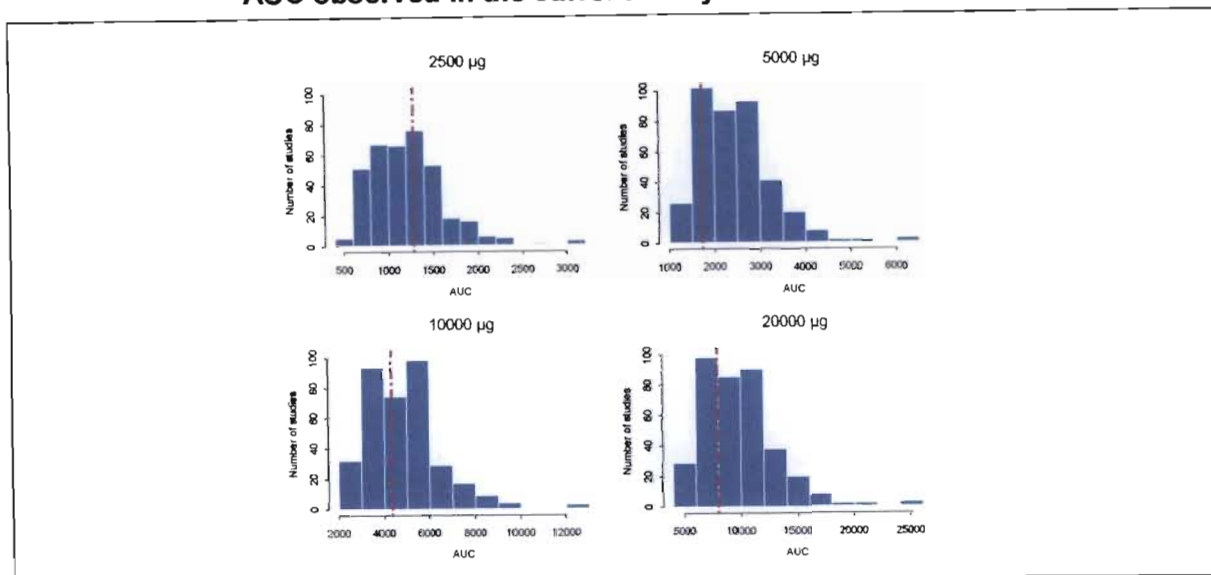 AUC observed in the
2500 µg
5000 µg
Number of studies
0 20 40 60 80 100
500 1000 1500 2000 2500 3000
AUC
Number of studies
0 20 40 60 80 100
1000 2000 3000 4000 5000 6000
AUC
10000 µg
20000 µg
Number of studies
0 20 40 60 80 100
2000 4000 6000 8000 10000 12000
AUC
Number of studies
0 20 40 60 80 100
5000 10000 15000 20000 25000
AUC